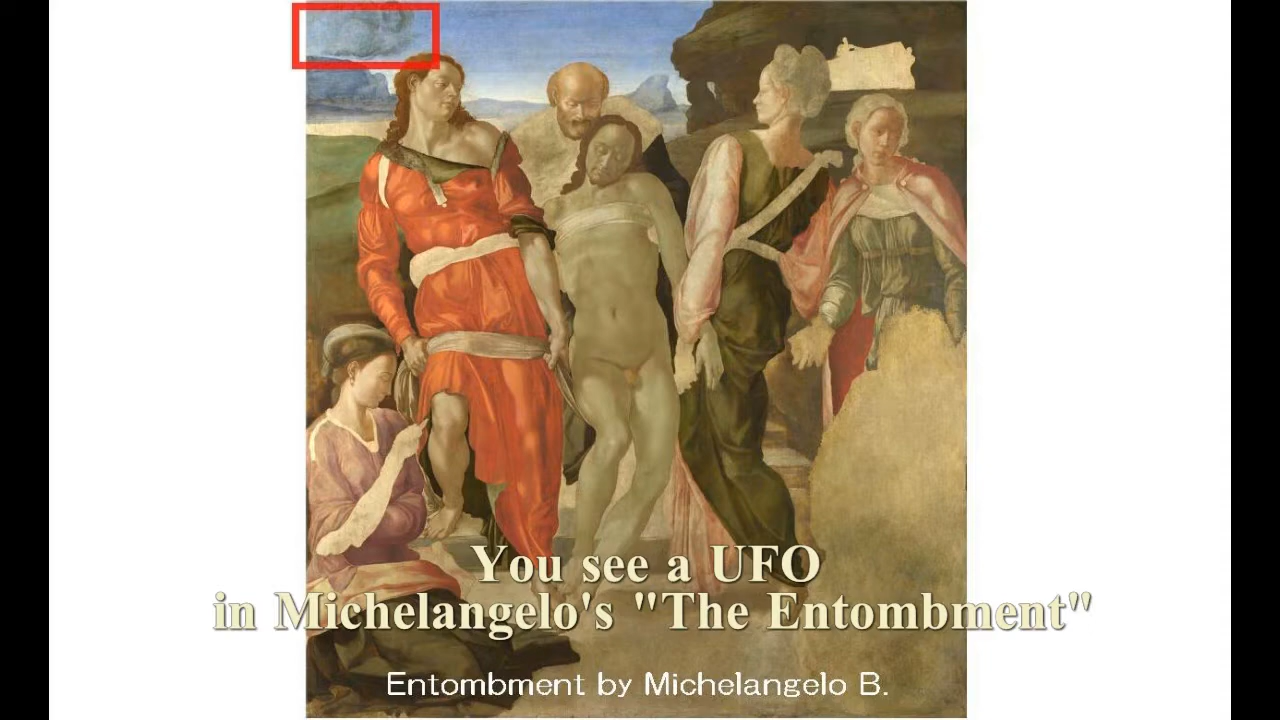 You see a UFO
in Michelangelo's "The Entombment"
Entombment by Michelangelo B.